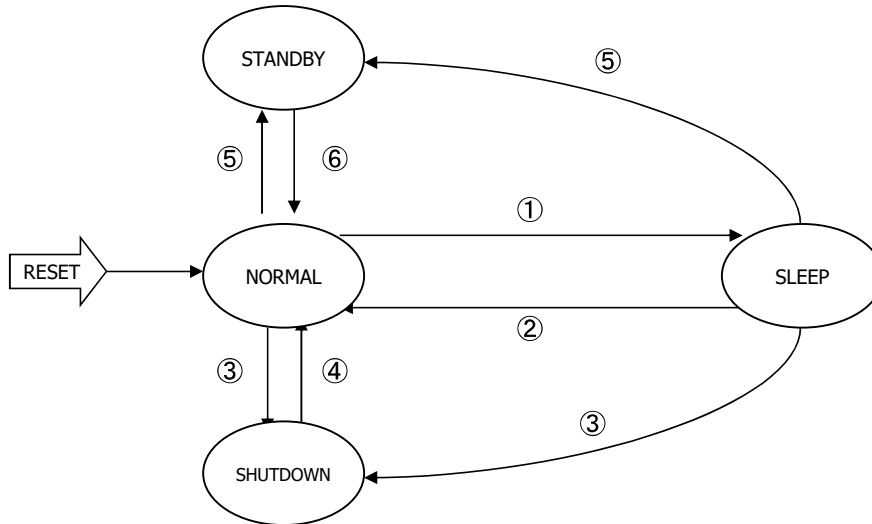 STANDBY
⑤
⑤
⑥
①
RESET
NORMAL
SLEEP
②
③
④
③
SHUTDOWN